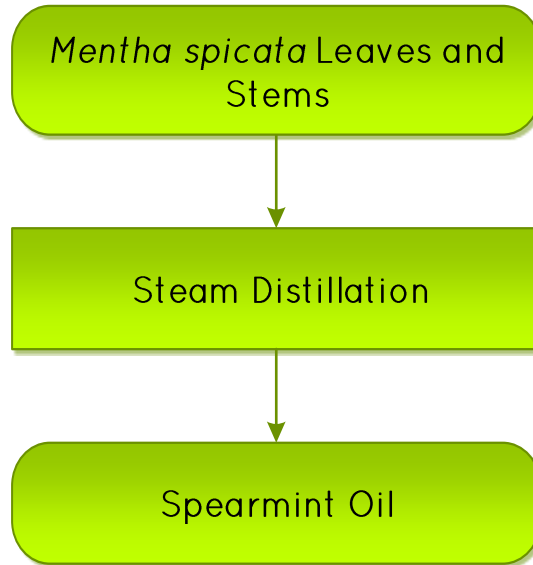 Mentha spicata Leaves and
Stems
Steam Distillation
Spearmint Oil